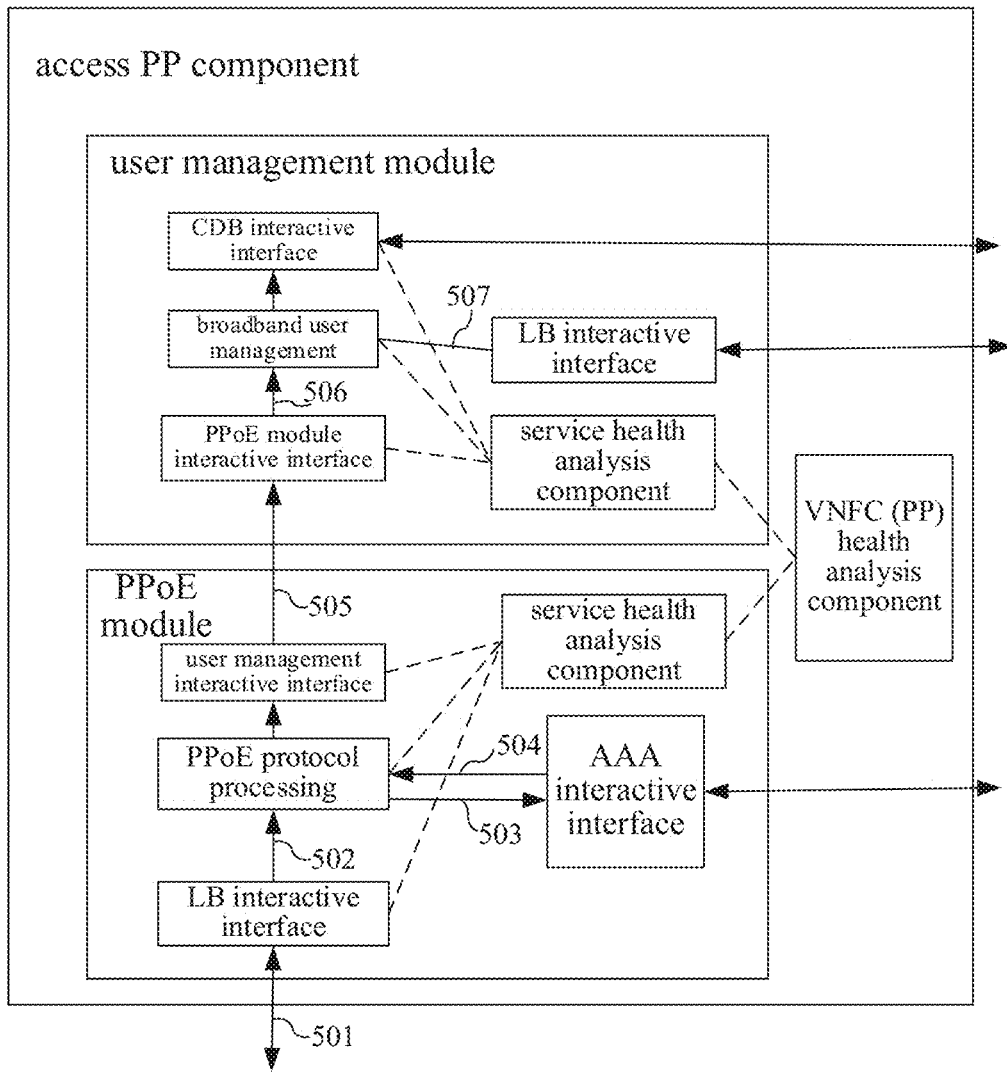 access PP component
user management module
CDB interactive
interface
broadband user
management
507
LB interactive
interface
506
PPoE module
interactive interface
service health
analysis
component
VNFC (PP)
health
analysis
component
505
PPoE
module
service health
analysis
component
user management
interactive interface
PPoE protocol
processing
504
503
AAA
interactive
interface
502
LB interactive
interface
501